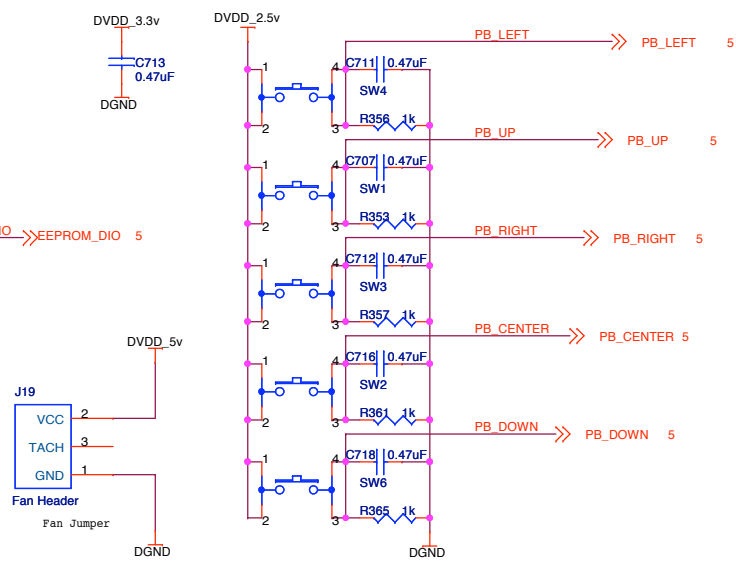 DVDD_3.3v
C713
0.47uF
DGND
DVDD_2.5v
PB_LEFT
PB_LEFT 5
1
4
C711 0.47uF
SW4
R356 1k
2
3
PB_UP
PB_UP 5
1
4
C707 0.47uF
SW1
R353 1k
2
3
IO
EEPROM_DIO 5
PB_RIGHT
PB_RIGHT 5
1
4
C712 0.47uF
SW3
R357 1k
2
3
PB_CENTER
PB_CENTER 5
1
4
C716 0.47uF
SW2
R361 1k
2
3
PB_DOWN
PB_DOWN 5
1
4
C718 0.47uF
SW6
R365 1k
2
3
DGND
DVDD_5v
J19
VCC 2
TACH 3
GND 1
Fan Header
Fan Jumper
DGND